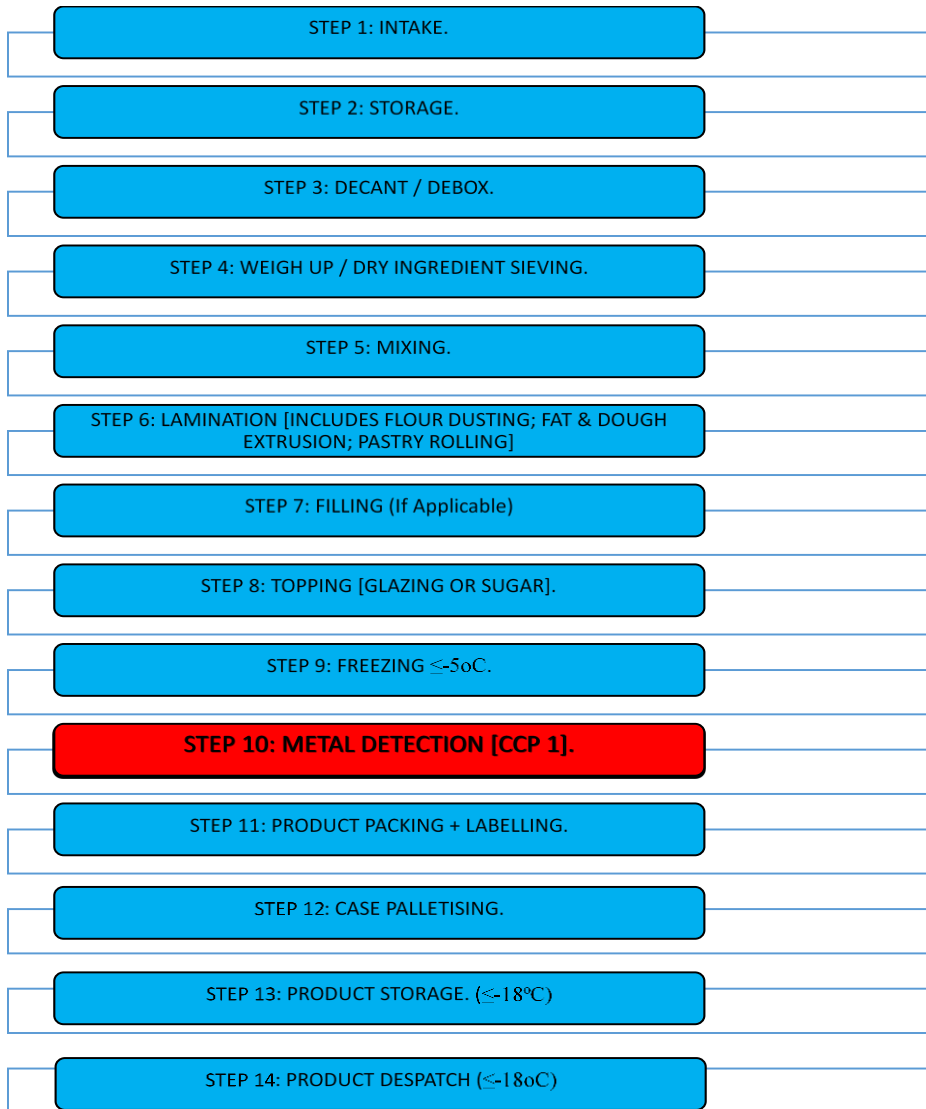 STEP 1: INTAKE.
STEP 2: STORAGE.
STEP 3: DECANT / DEBOX.
STEP 4: WEIGH UP / DRY INGREDIENT SIEVING.
STEP 5: MIXING.
STEP 6: LAMINATION [INCLUDES FLOUR DUSTING; FAT & DOUGH
EXTRUSION; PASTRY ROLLING]
STEP 7: FILLING (If Applicable)
STEP 8: TOPPING [GLAZING OR SUGAR].
STEP 9: FREEZING ≤-5oC.
STEP 10: METAL DETECTION [CCP 1].
STEP 11: PRODUCT PACKING + LABELLING.
STEP 12: CASE PALLETISING.
STEP 13: PRODUCT STORAGE. (≤-18ºC)
STEP 14: PRODUCT DESPATCH (≤-18oC)